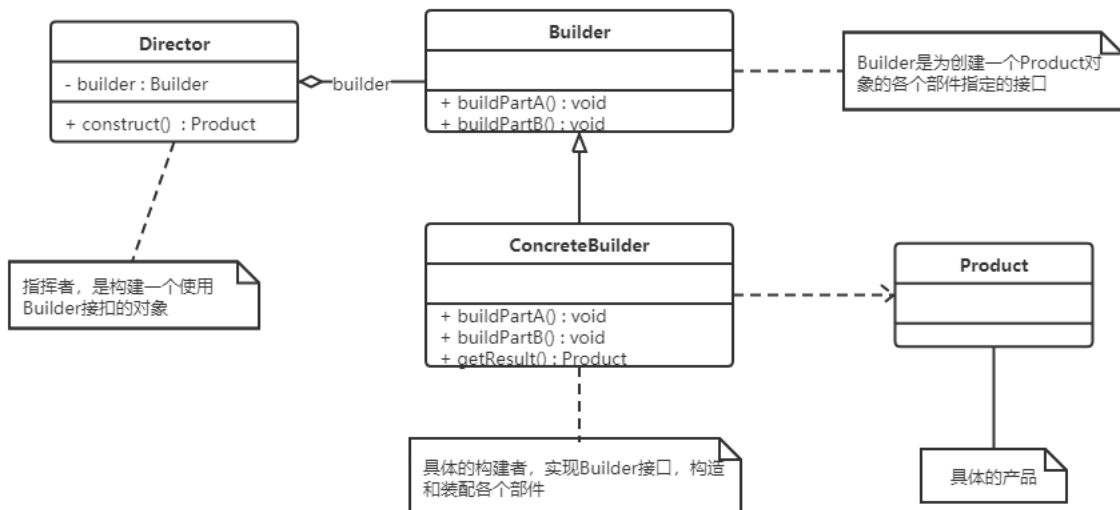 Director
- builder : Builder
+ construct() : Product
builder
Builder
+ buildPartA() : void
+ buildPartB() : void
Builder是为创建一个Product对
象的各个部件指定的接口
指挥者，是构建一个使用
Builder接扣的对象
ConcreteBuilder
+ buildPartA() : void
+ buildPartB() : void
+ getResult() : Product
Product
具体的构建者，实现Builder接口，构造
和装配各个部件
具体的产品